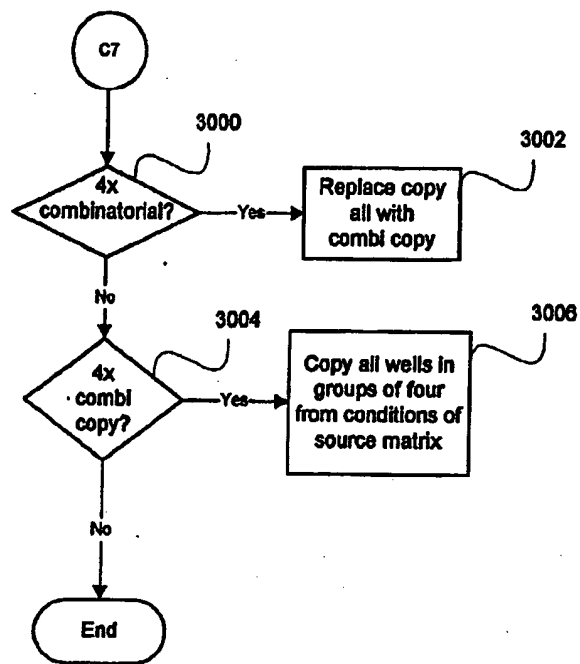 C7
3000
4x
combinatorial?
Yes
3002
Replace copy
all with
combi copy
No
3004
4x
combi
copy?
Yes
3006
Copy all wells in
groups of four
from conditions of
source matrix
No
End